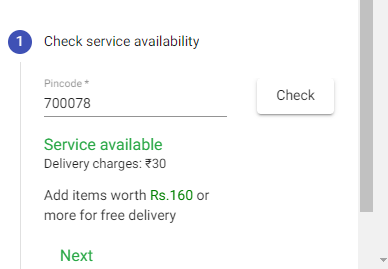 1 Check service availability
Pincode *
700078
Check
Service available
Delivery charges: ₹30
Add items worth Rs.160 or
more for free delivery
Next